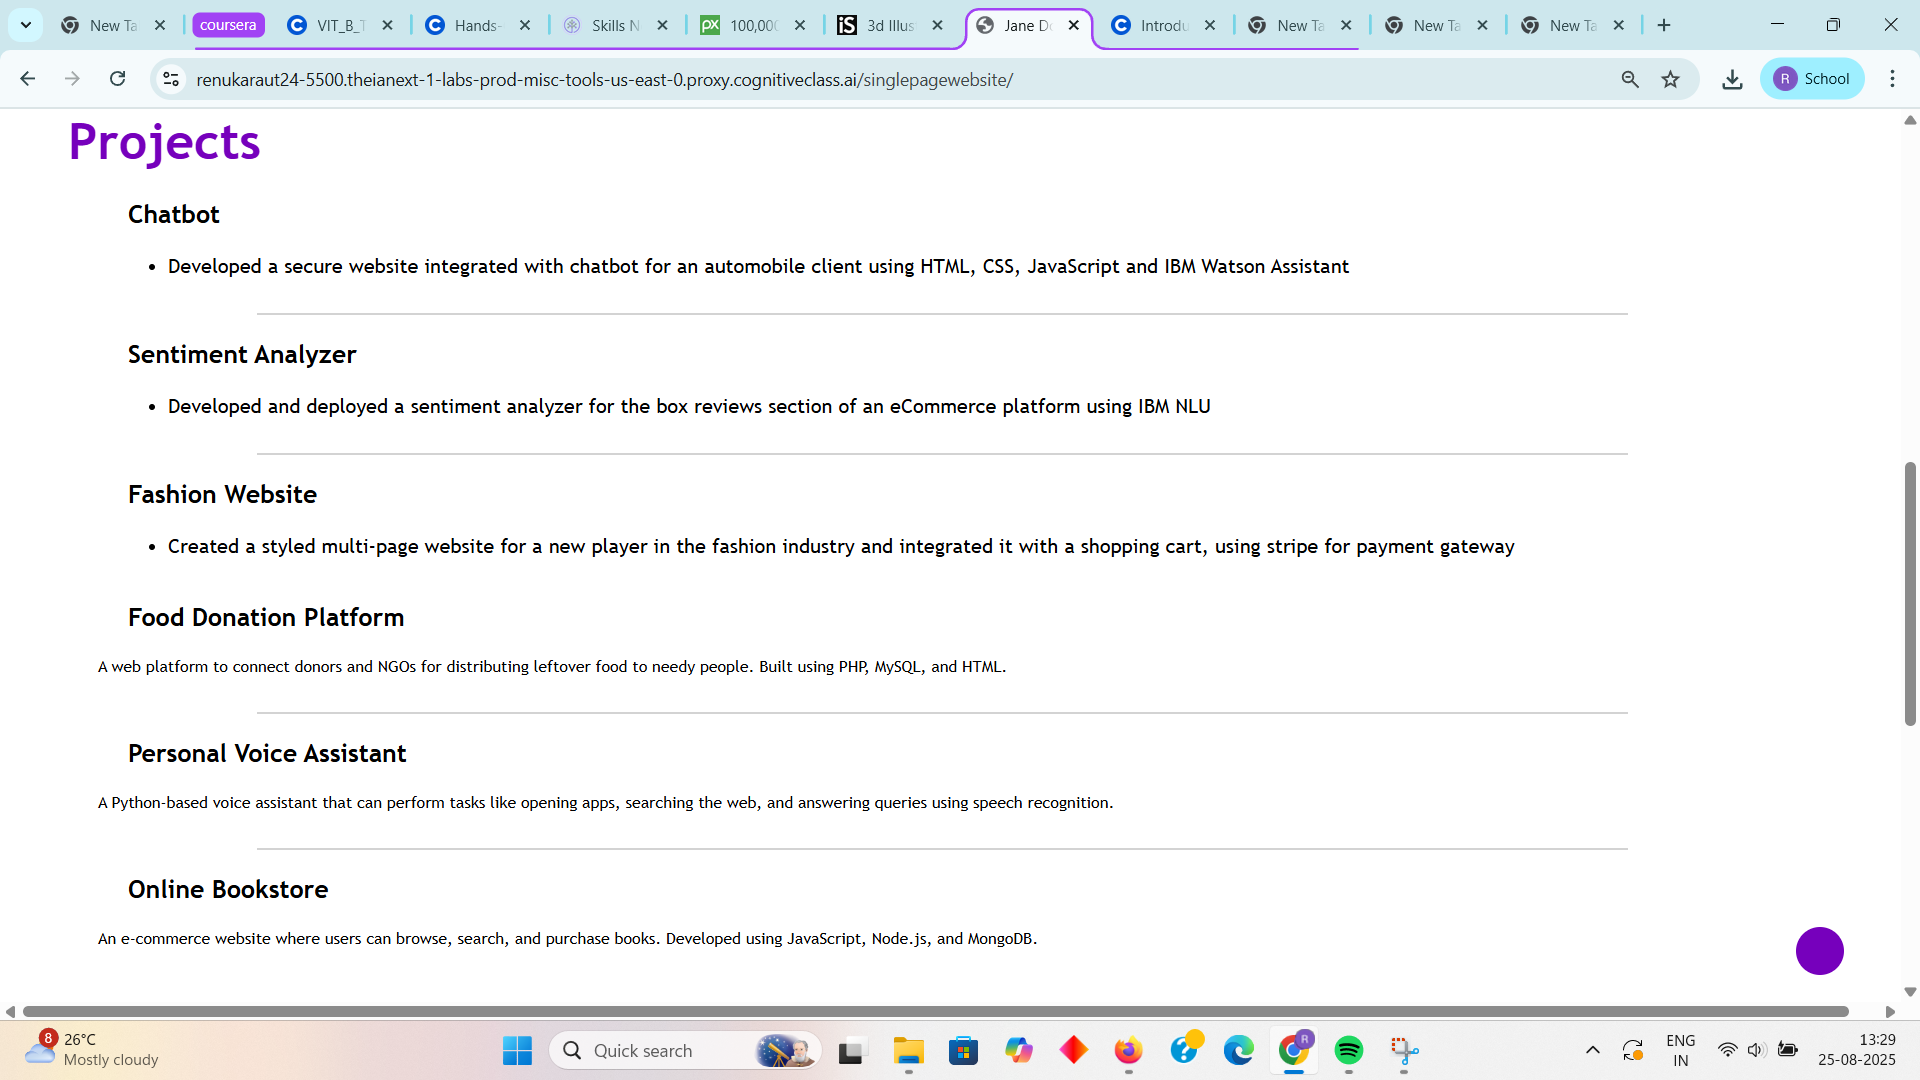 New Ta
coursera
VIT_B_T
Hands-
Skills N
px
100,000
iS
3d Illus
Jane Do
Introdu
New Ta
New Ta
New Ta
renukaraut24-5500.theianext-1-labs-prod-misc-tools-us-east-0.proxy.cognitiveclass.ai/singlepagewebsite/
R School
Projects
Chatbot
• Developed a secure website integrated with chatbot for an automobile client using HTML, CSS, JavaScript and IBM Watson Assistant
Sentiment Analyzer
• Developed and deployed a sentiment analyzer for the box reviews section of an eCommerce platform using IBM NLU
Fashion Website
• Created a styled multi-page website for a new player in the fashion industry and integrated it with a shopping cart, using stripe for payment gateway
Food Donation Platform
A web platform to connect donors and NGOs for distributing leftover food to needy people. Built using PHP, MySQL, and HTML.
Personal Voice Assistant
A Python-based voice assistant that can perform tasks like opening apps, searching the web, and answering queries using speech recognition.
Online Bookstore
An e-commerce website where users can browse, search, and purchase books. Developed using JavaScript, Node.js, and MongoDB.
8
26°C
Mostly cloudy
Quick search
R
ENG
IN
13:29
25-08-2025